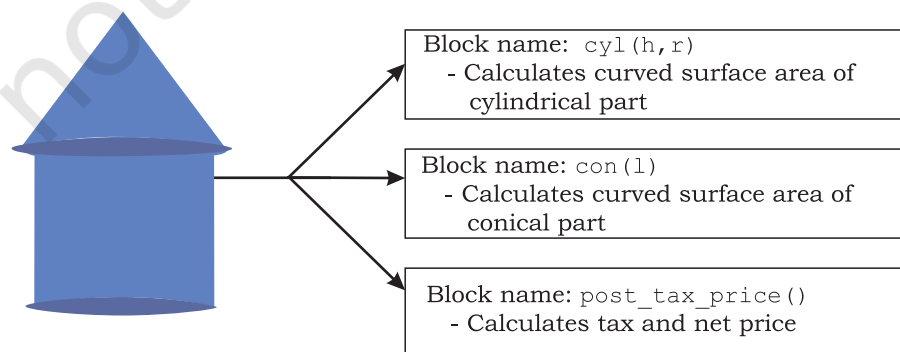 Block name: cyl(h,r)
- Calculates curved surface area of
cylindrical part
Block name: con(l)
- Calculates curved surface area of
conical part
Block name: post_tax_price()
- Calculates tax and net price